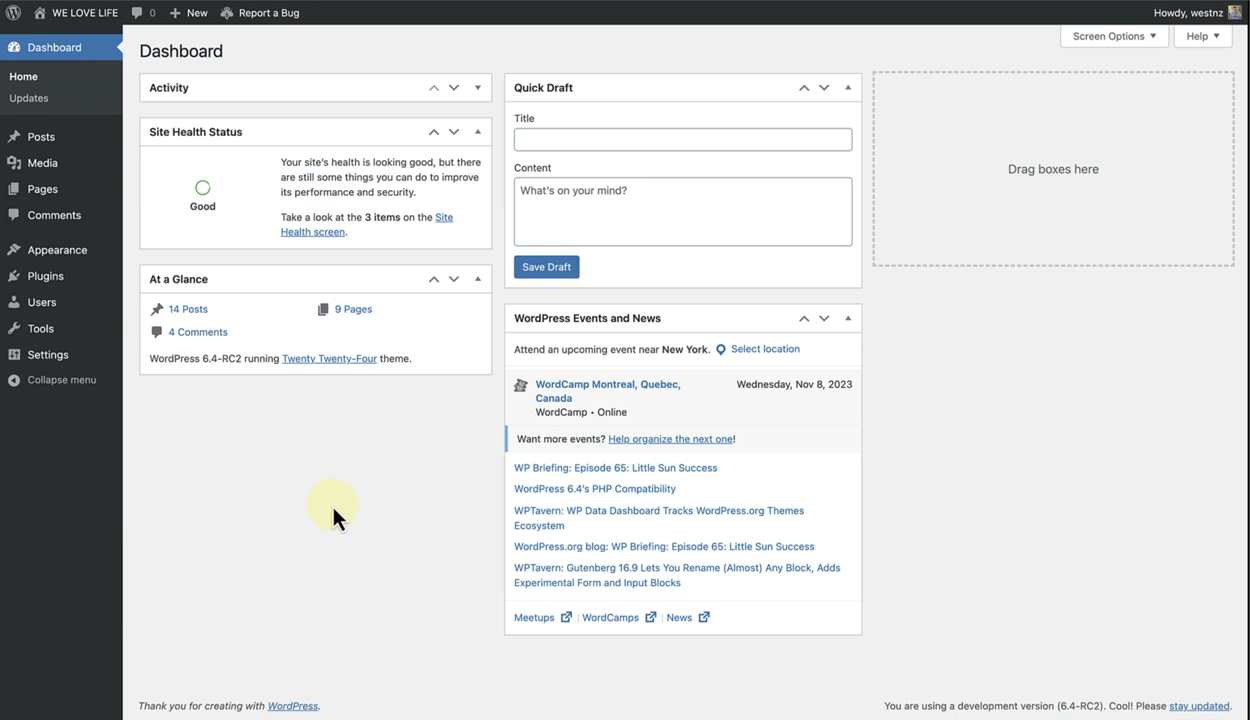 WE LOVE LIFE 0 New Report a Bug Howdy, westnz
Screen Options Help
Dashboard
Home
Updates
Posts
Media
Pages
Comments
Appearance
Plugins
Users
Tools
Settings
Collapse menu
Dashboard
Activity
Site Health Status
Good
Your site's health is looking good, but there
are still some things you can do to improve
its performance and security.
Take a look at the 3 items on the Site
Health screen.
At a Glance
14 Posts 9 Pages
4 Comments
WordPress 6.4-RC2 running Twenty Twenty-Four theme.
Quick Draft
Title
Content
What's on your mind?
Save Draft
WordPress Events and News
Attend an upcoming event near New York. Select location
WordCamp Montreal, Quebec, Wednesday, Nov 8, 2023
Canada
WordCamp • Online
Want more events? Help organize the next one!
WP Briefing: Episode 65: Little Sun Success
WordPress 6.4's PHP Compatibility
WPTavern: WP Data Dashboard Tracks WordPress.org Themes
Ecosystem
WordPress.org blog: WP Briefing: Episode 65: Little Sun Success
WPTavern: Gutenberg 16.9 Lets You Rename (Almost) Any Block, Adds
Experimental Form and Input Blocks
Meetups | WordCamps | News
Drag boxes here
Thank you for creating with WordPress.
You are using a development version (6.4-RC2). Cool! Please stay updated.